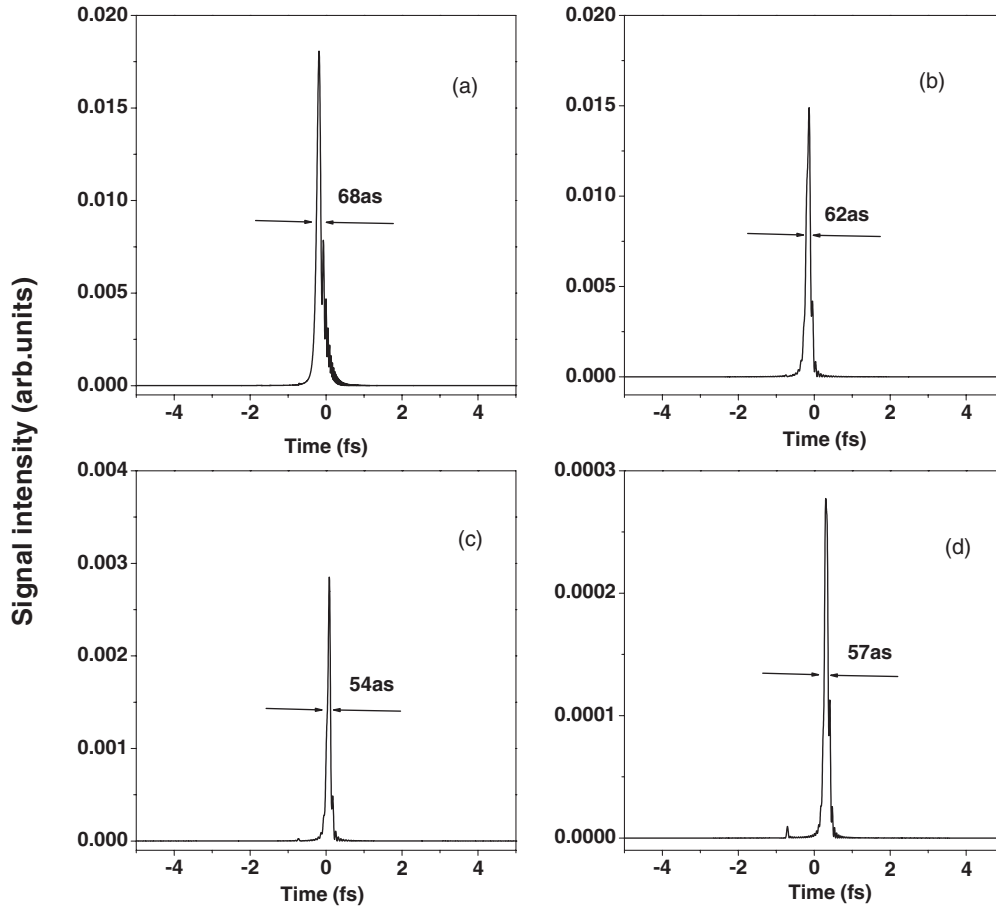 Signal intensity (arb.units)
0.020
0.015
0.010
0.005
0.000
(a)
68as
-4 -2 0 2 4
Time (fs)
0.020
0.015
0.010
0.005
0.000
(b)
62as
-4 -2 0 2 4
Time (fs)
0.004
0.003
0.002
0.001
0.000
(c)
54as
-4 -2 0 2 4
Time (fs)
0.0003
0.0002
0.0001
0.0000
(d)
57as
-4 -2 0 2 4
Time (fs)